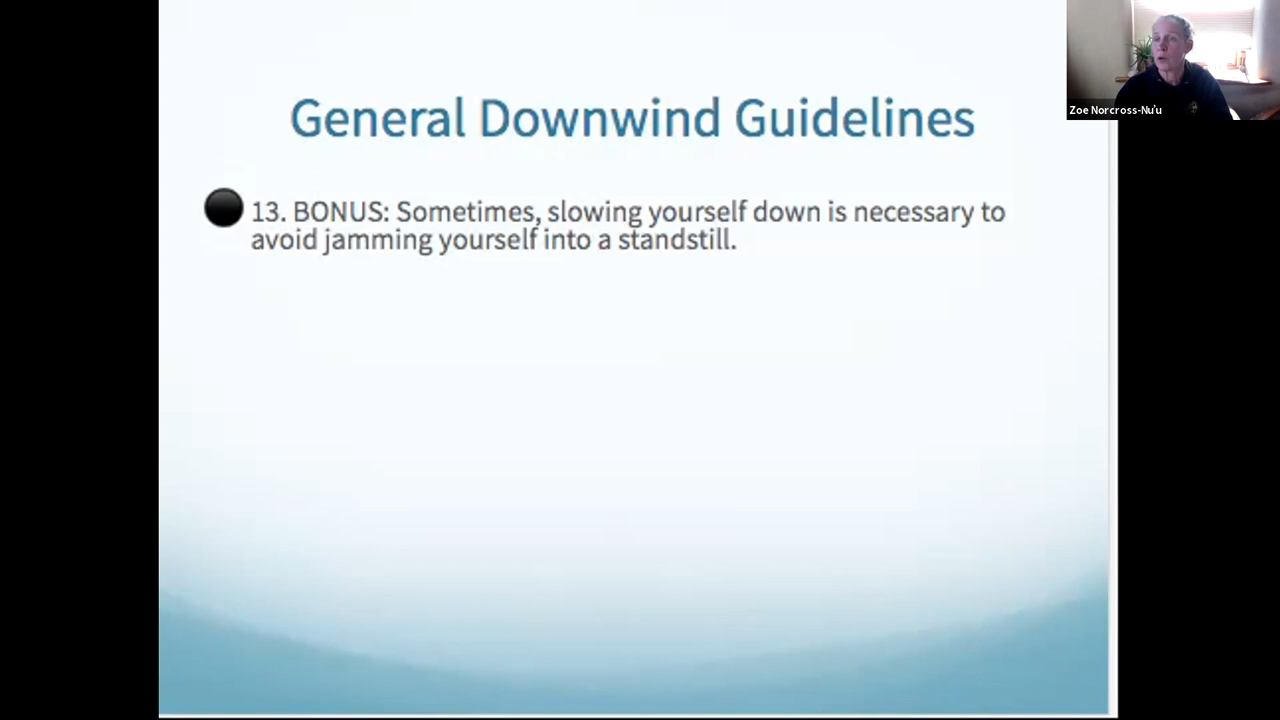 General Downwind Guidelines
13. BONUS: Sometimes, slowing yourself down is necessary to
avoid jamming yourself into a standstill.
Zoe Norcross-Nu'u